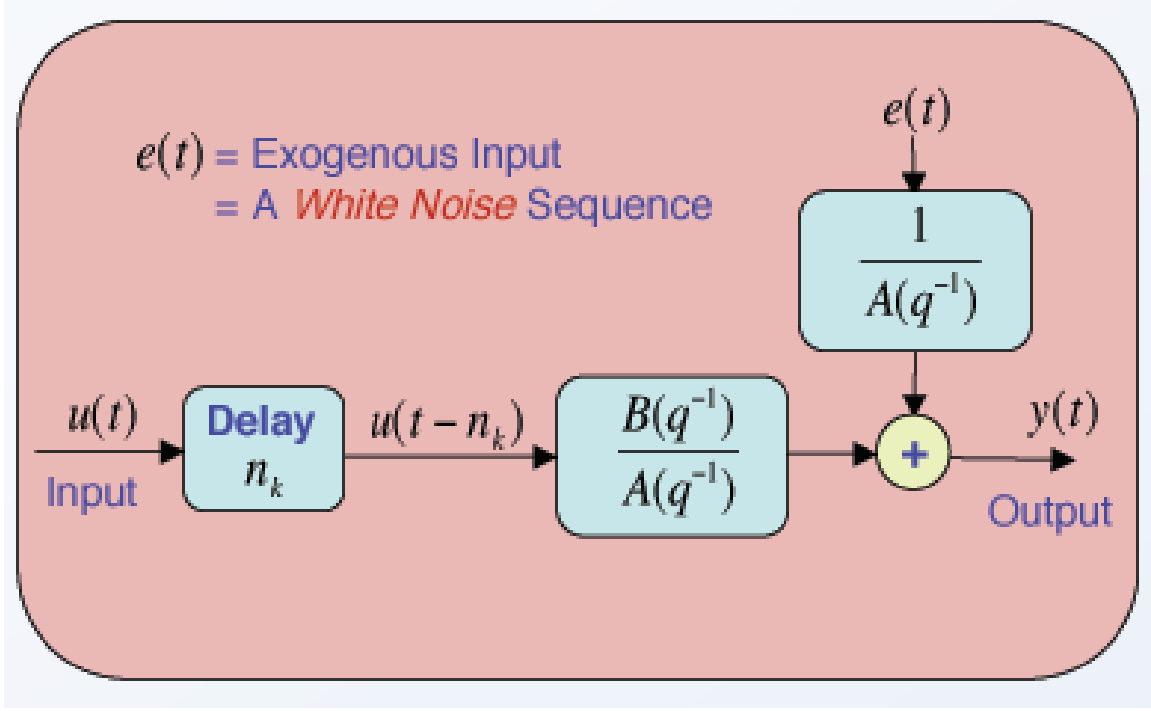 e(t)
e(t) = Exogenous Input
= A White Noise Sequence
1
A(q⁻¹)
u(t)
Input
Delay
nₖ
u(t − nₖ)
B(q⁻¹)
A(q⁻¹)
+
y(t)
Output